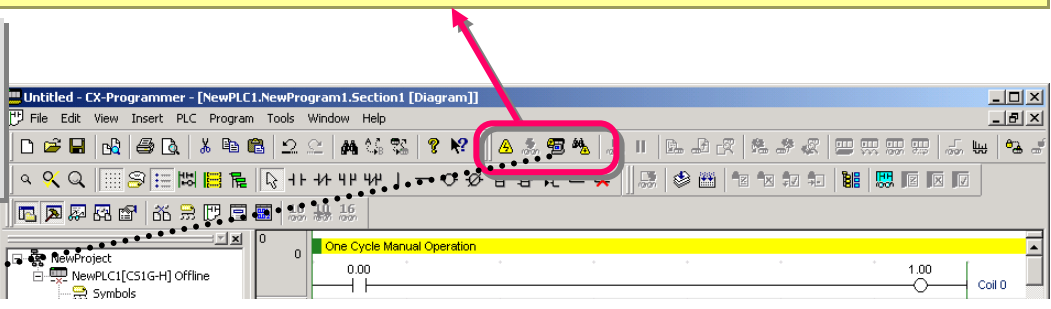 Untitled - CX-Programmer - [NewPLC1.NewProgram1.Section1 [Diagram]]
File Edit View Insert PLC Program Tools Window Help
16
0
0
One Cycle Manual Operation
NewProject
NewPLC1[CS1G-H] Offline
Symbols
0.00
1.00
Coil 0